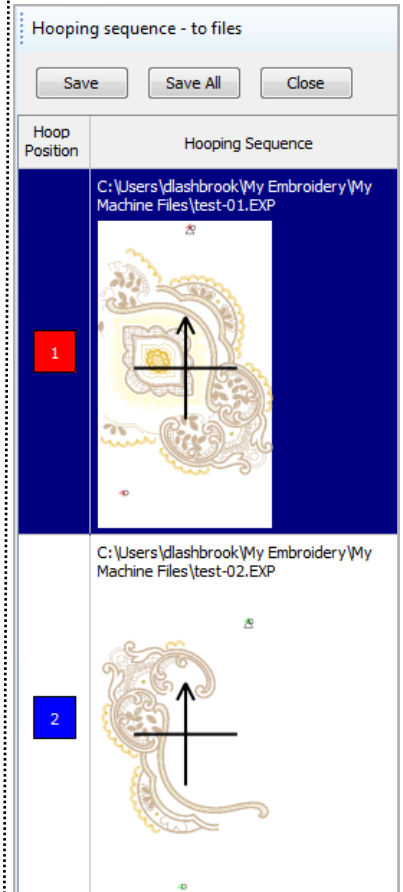 Hooping sequence - to files
Save Save All Close
Hoop
Position
Hooping Sequence
C:\Users\dlashbrook\My Embroidery\My
Machine Files\test-01.EXP
1
C:\Users\dlashbrook\My Embroidery\My
Machine Files\test-02.EXP
2